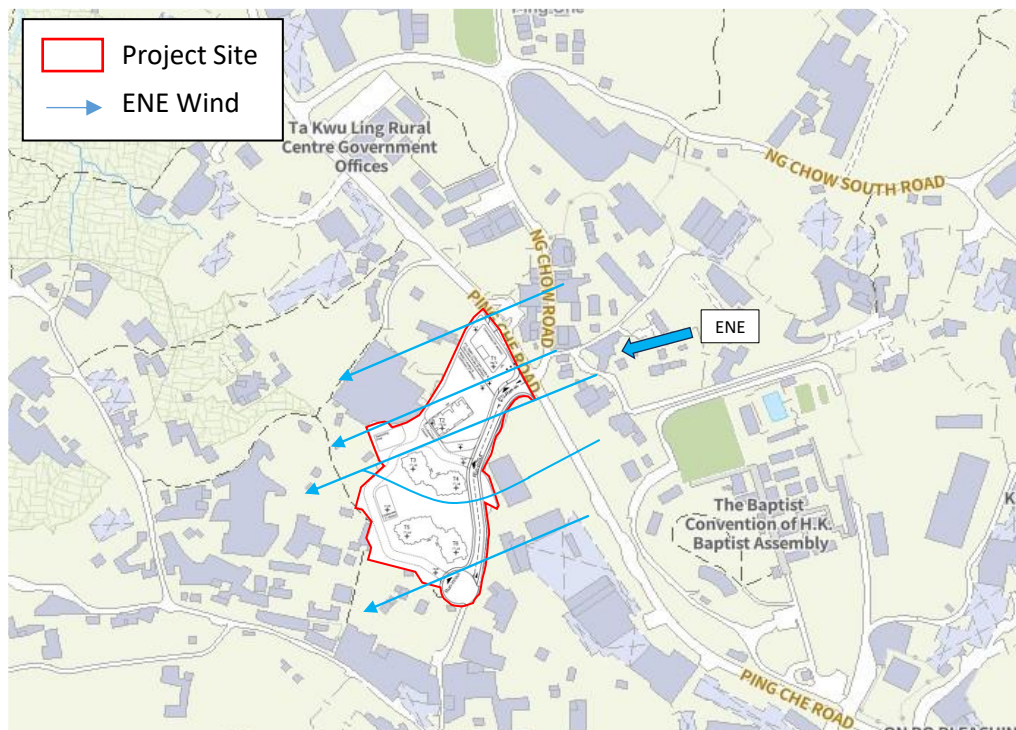 Project Site
ENE Wind
Ta Kwu Ling Rural
Centre Government
Offices
NG CHOW SOUTH ROAD
NG CHOW ROAD
PING CHE ROAD
ENE
The Baptist
Convention of H.K.
Baptist Assembly
PING CHE ROAD